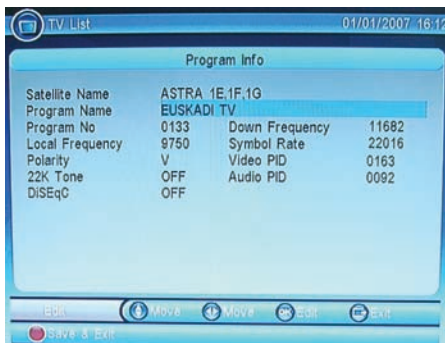 TV List 01/01/2007 16:12
Program Info
Satellite Name ASTRA 1E,1F,1G
Program Name EUSKADI TV
Program No 0133 Down Frequency 11682
Local Frequency 9750 Symbol Rate 22016
Polarity V Video PID 0163
22K Tone OFF Audio PID 0092
DiSEqC OFF
Edit Move Move OK Edit Exit
Save & Exit